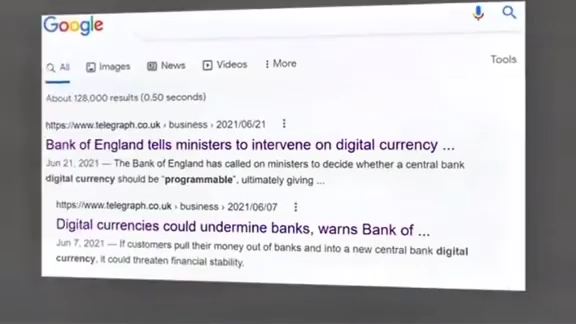 Google
All Images News Videos More Tools
About 128,000 results (0.50 seconds)
https://www.telegraph.co.uk › business › 2021/06/21
Bank of England tells ministers to intervene on digital currency ...
Jun 21, 2021 — The Bank of England has called on ministers to decide whether a central bank
digital currency should be "programmable", ultimately giving ...
https://www.telegraph.co.uk › business › 2021/06/07
Digital currencies could undermine banks, warns Bank of ...
Jun 7, 2021 — If customers pull their money out of banks and into a new central bank digital
currency, it could threaten financial stability.